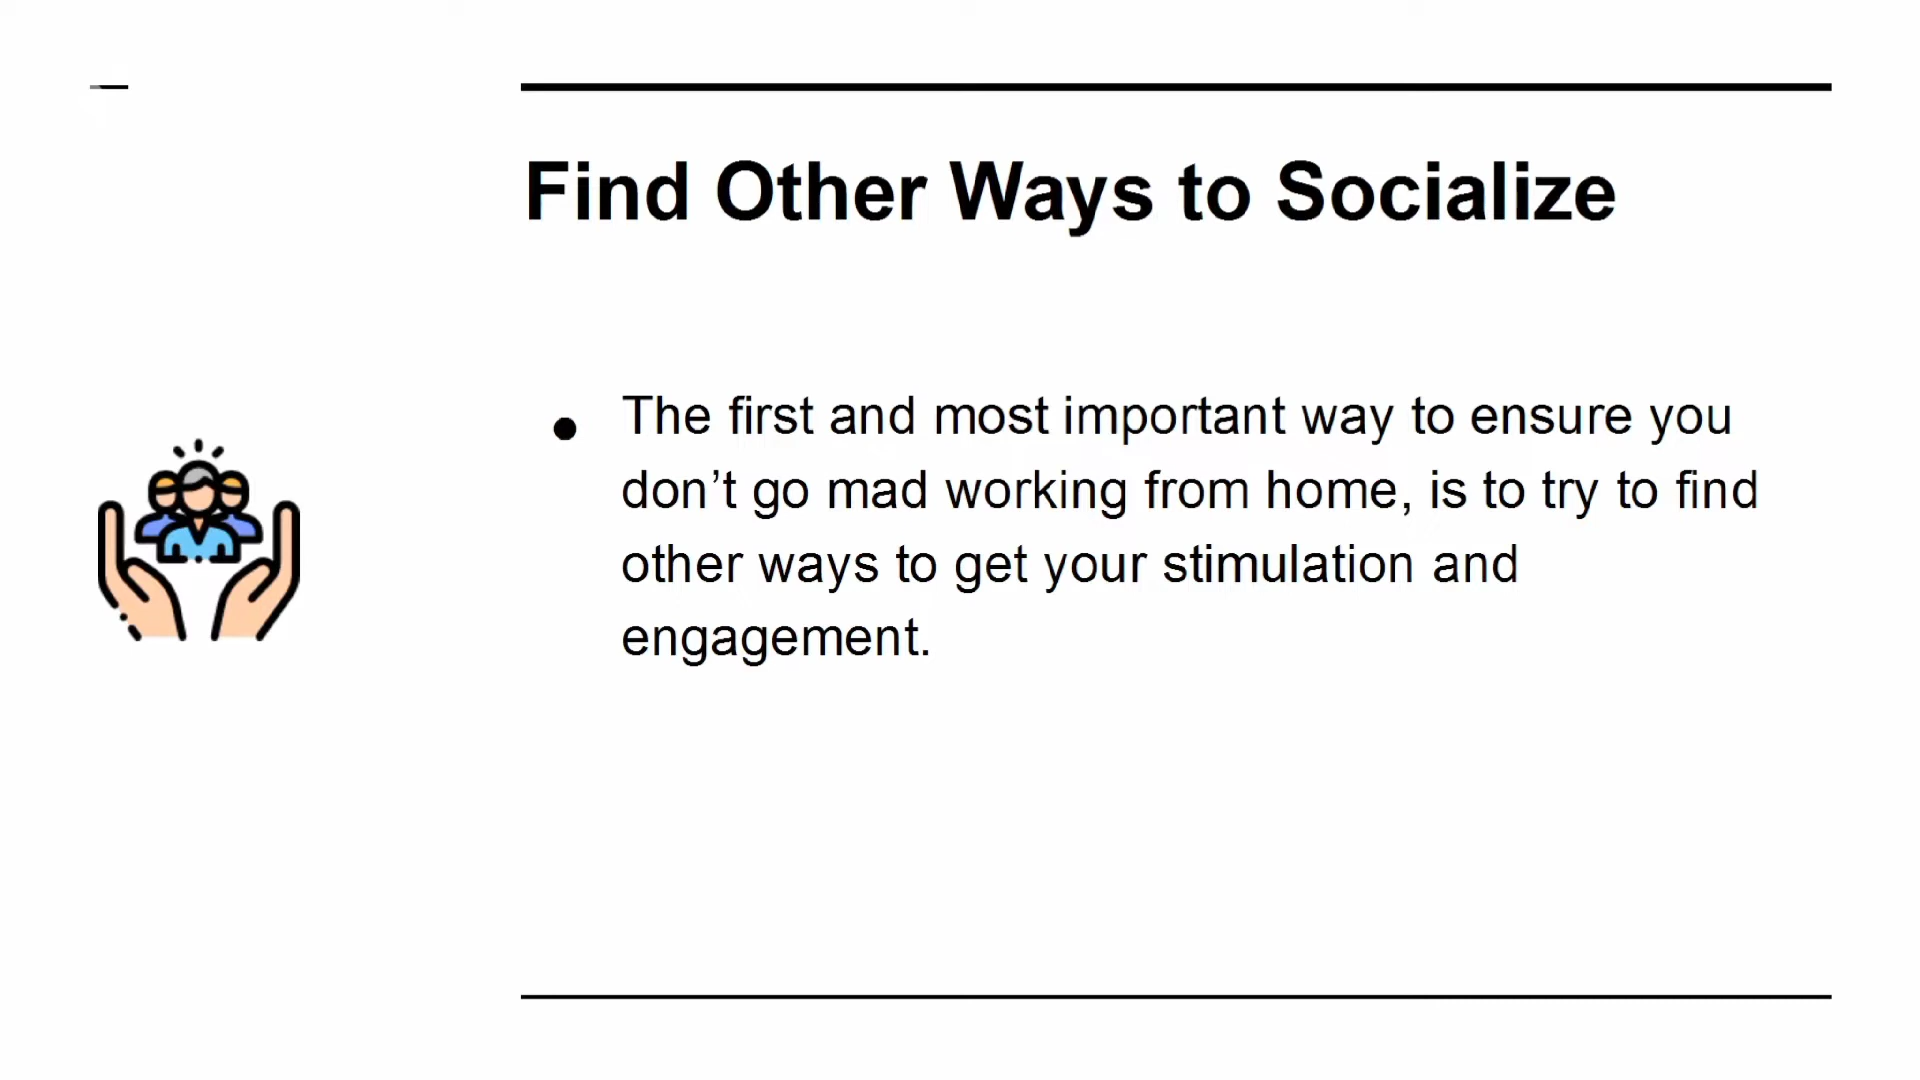 Find Other Ways to Socialize
● The first and most important way to ensure you
don’t go mad working from home, is to try to find
other ways to get your stimulation and
engagement.